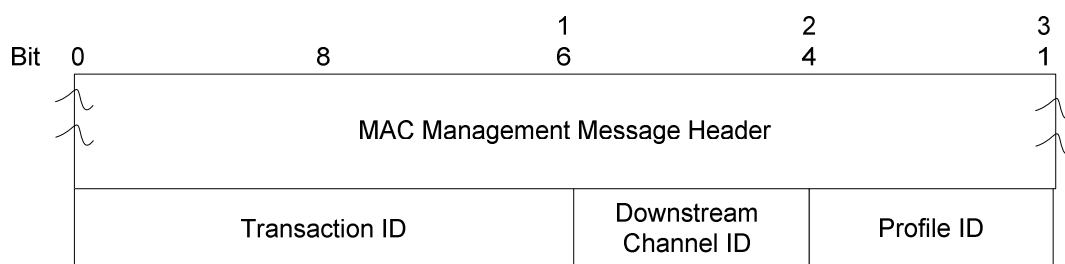 1 2 3
Bit 0 8 6 4 1
MAC Management Message Header
Transaction ID
Downstream
Channel ID
Profile ID